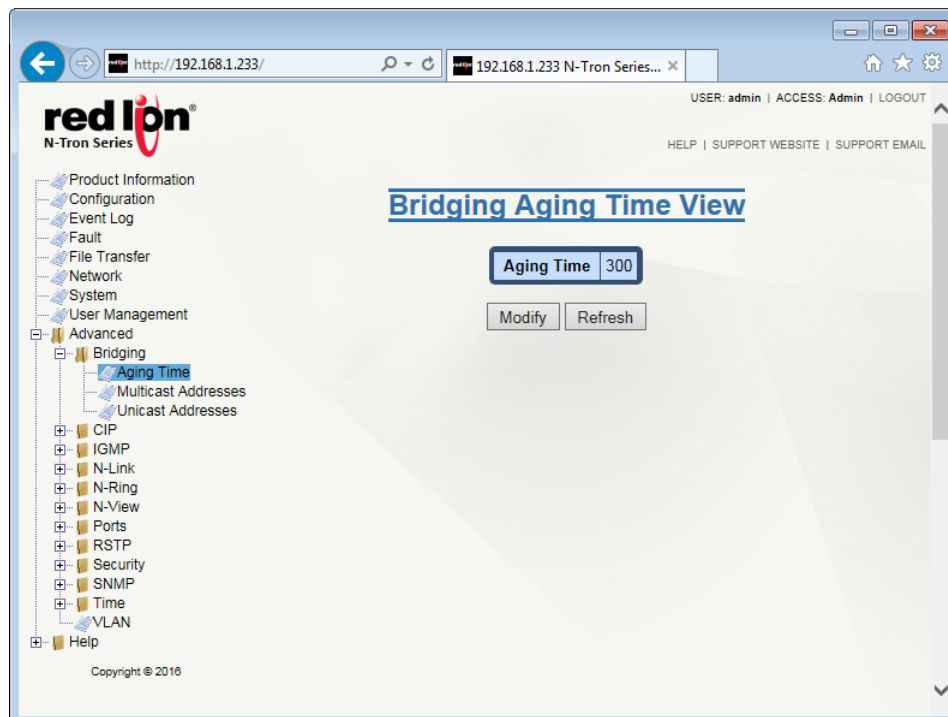 http://192.168.1.233/
192.168.1.233 N-Tron Series...
USER: admin | ACCESS: Admin | LOGOUT
red lion®
N-Tron Series
HELP | SUPPORT WEBSITE | SUPPORT EMAIL
Product Information
Configuration
Event Log
Fault
File Transfer
Network
System
User Management
Advanced
Bridging
Aging Time
Multicast Addresses
Unicast Addresses
CIP
IGMP
N-Link
N-Ring
N-View
Ports
RSTP
Security
SNMP
Time
VLAN
Help
Copyright © 2016
Bridging Aging Time View
Aging Time 300
Modify Refresh